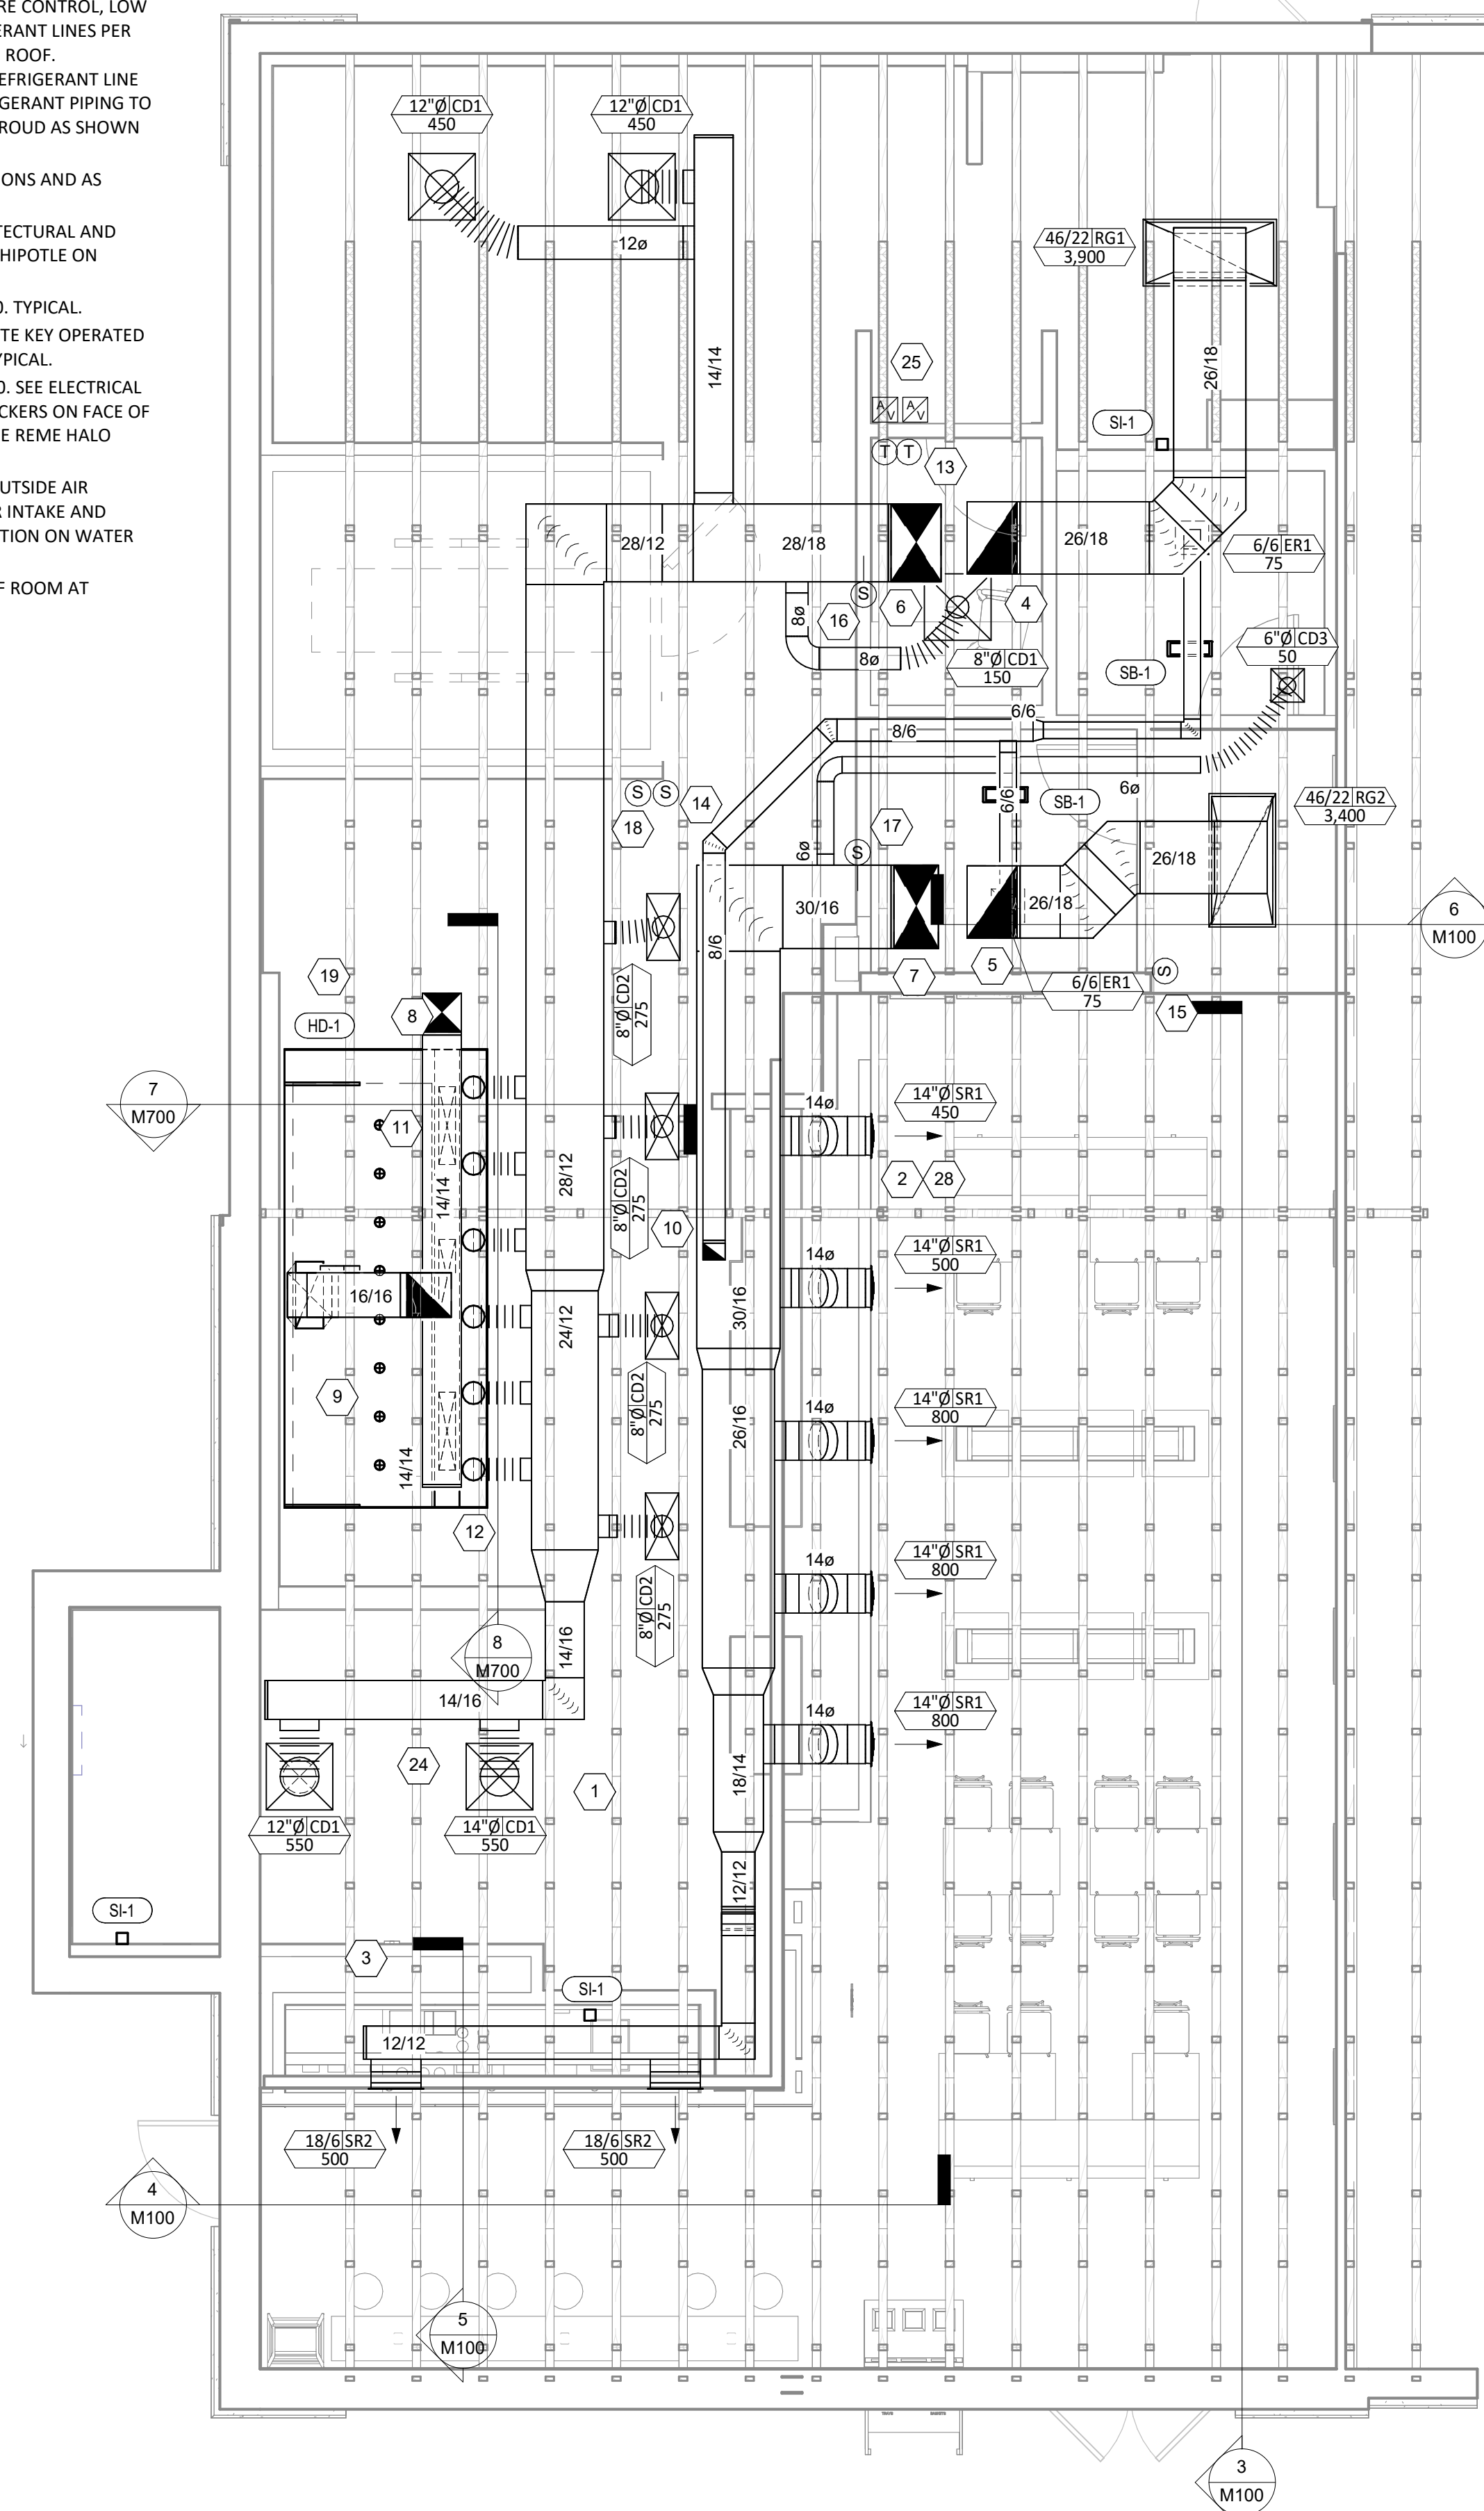 RE CONTROL, LOW
ERANT LINES PER
ROOF.
EFRIGERANT LINE
IGERANT PIPING TO
ROUD AS SHOWN
ONS AND AS
TECTURAL AND
HIPOTLE ON
0. TYPICAL.
TE KEY OPERATED
YPICAL.
0. SEE ELECTRICAL
CKERS ON FACE OF
E REME HALO
UTSIDE AIR
R INTAKE AND
TION ON WATER
F ROOM AT
12"Ø CD1
450
12"Ø CD1
450
12ø
14/14
46/22 RG1
3,900
26/18
25
A/V
A/V
SI-1
T
T
13
28/12
28/18
26/18
6/6 ER1
75
S
8ø
16
6
4
8ø
8"Ø CD1
150
6"Ø CD3
50
SB-1
6/6
8/6
S
S
14
18
6ø
6/6
SB-1
6ø
46/22 RG2
3,400
17
S
26/18
30/16
26/18
8/6
6
M100
19
7
5
S
8"Ø CD2
275
6/6 ER1
75
HD-1
8
15
7
M700
11
14ø
14"Ø SR1
450
28/12
14/14
8"Ø CD2
275
2
28
10
14ø
14"Ø SR1
500
16/16
30/16
24/12
9
8"Ø CD2
275
26/16
14ø
14"Ø SR1
800
14/14
12
14ø
14"Ø SR1
800
8"Ø CD2
275
8
M700
14/16
14/16
14ø
14"Ø SR1
800
24
1
18/14
12"Ø CD1
550
14"Ø CD1
550
12/12
SI-1
3
SI-1
12/12
18/6 SR2
500
18/6 SR2
500
4
M100
5
M100
3
M100